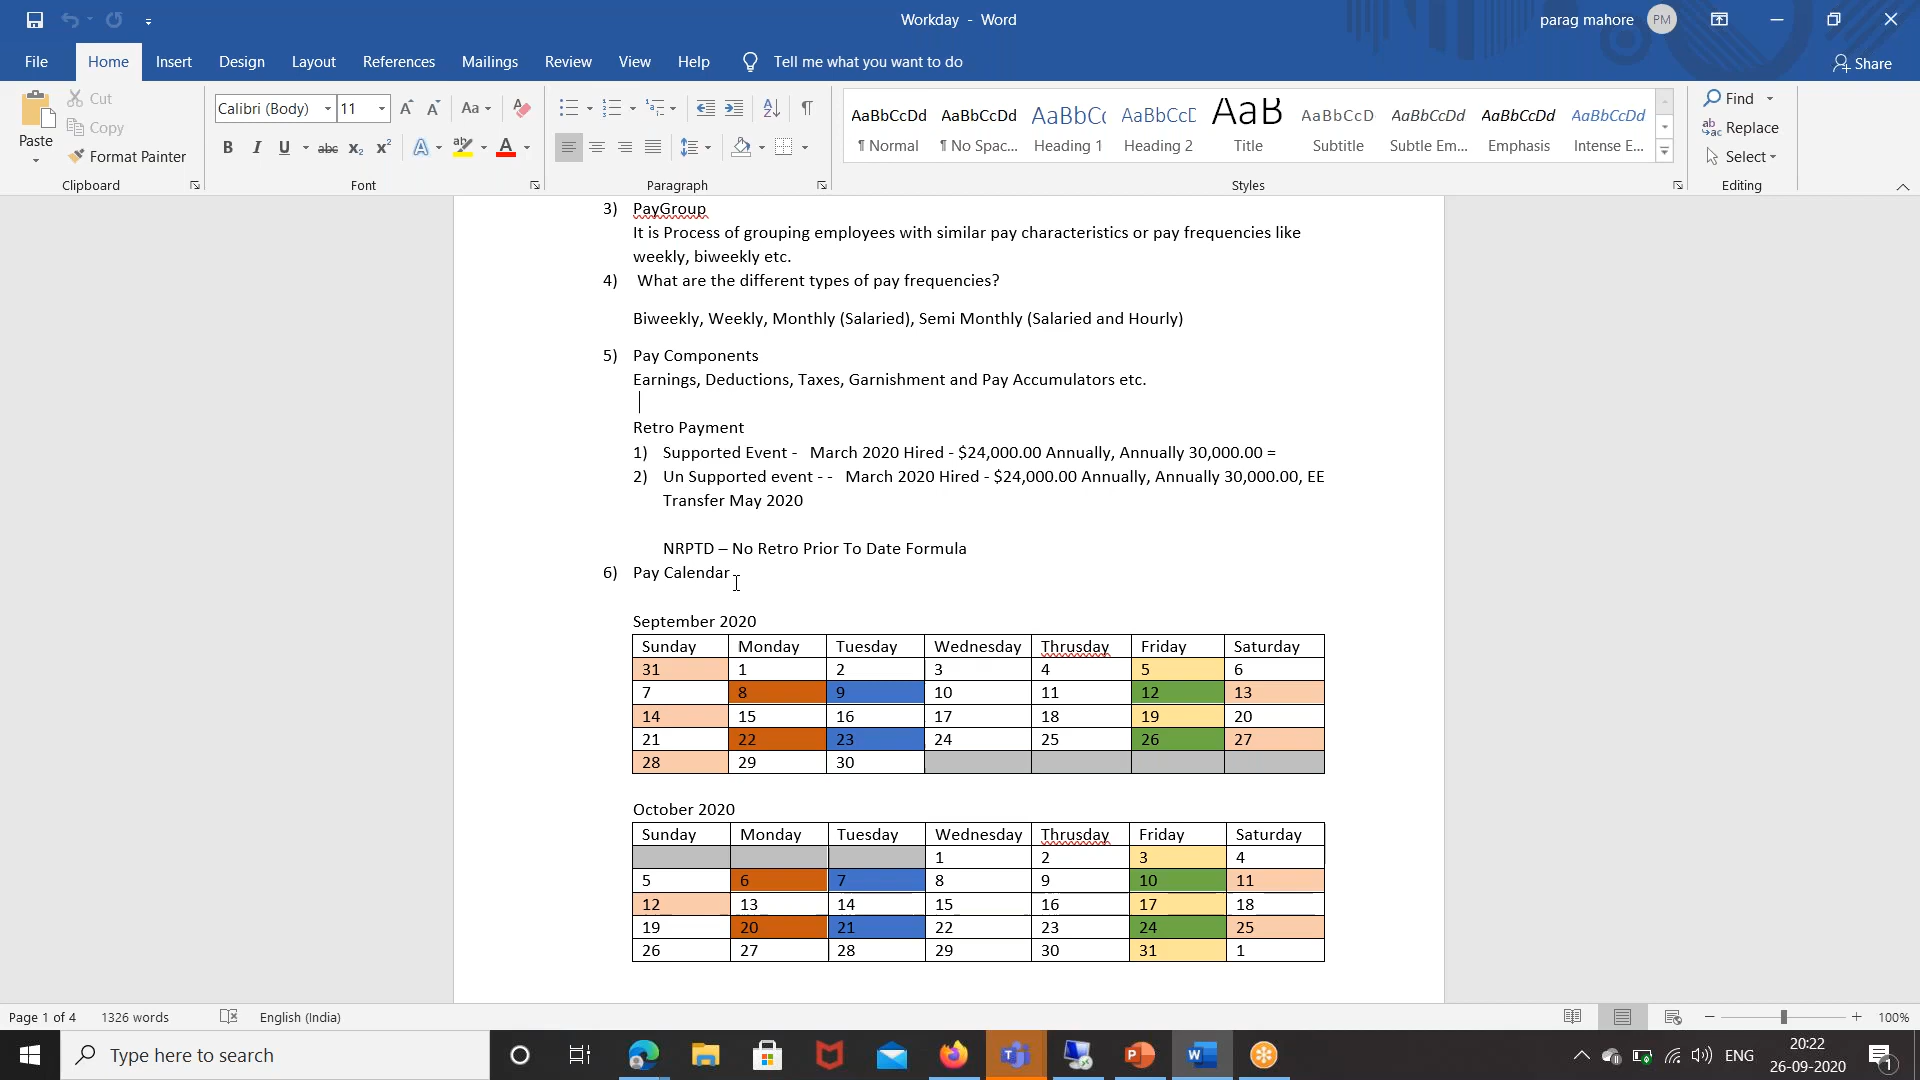 Workday - Word
parag mahore
PM
File Home Insert Design Layout References Mailings Review View Help Tell me what you want to do
Share
Paste
Cut
Copy
Format Painter
Clipboard
Calibri (Body) 11
Aa
B I U abc X₂ X² A ab A
Font
Paragraph
AaBbCcDd AaBbCcDd AaBbCc AaBbCcE AaB AaBbCcD AaBbCcDd AaBbCcDd AaBbCcDd
¶ Normal ¶ No Spac... Heading 1 Heading 2 Title Subtitle Subtle Em... Emphasis Intense E...
Styles
Find
Replace
Select
Editing
3) PayGroup
It is Process of grouping employees with similar pay characteristics or pay frequencies like
weekly, biweekly etc.
4) What are the different types of pay frequencies?
Biweekly, Weekly, Monthly (Salaried), Semi Monthly (Salaried and Hourly)
5) Pay Components
Earnings, Deductions, Taxes, Garnishment and Pay Accumulators etc.
Retro Payment
1) Supported Event - March 2020 Hired - $24,000.00 Annually, Annually 30,000.00 =
2) Un Supported event - - March 2020 Hired - $24,000.00 Annually, Annually 30,000.00, EE
Transfer May 2020
NRPTD – No Retro Prior To Date Formula
6) Pay Calendar
September 2020
Sunday Monday Tuesday Wednesday Thrusday Friday Saturday
31 1 2 3 4 5 6
7 8 9 10 11 12 13
14 15 16 17 18 19 20
21 22 23 24 25 26 27
28 29 30
October 2020
Sunday Monday Tuesday Wednesday Thrusday Friday Saturday
1 2 3 4
5 6 7 8 9 10 11
12 13 14 15 16 17 18
19 20 21 22 23 24 25
26 27 28 29 30 31 1
Page 1 of 4 1326 words English (India) 100%
Type here to search
ENG
20:22
26-09-2020
1